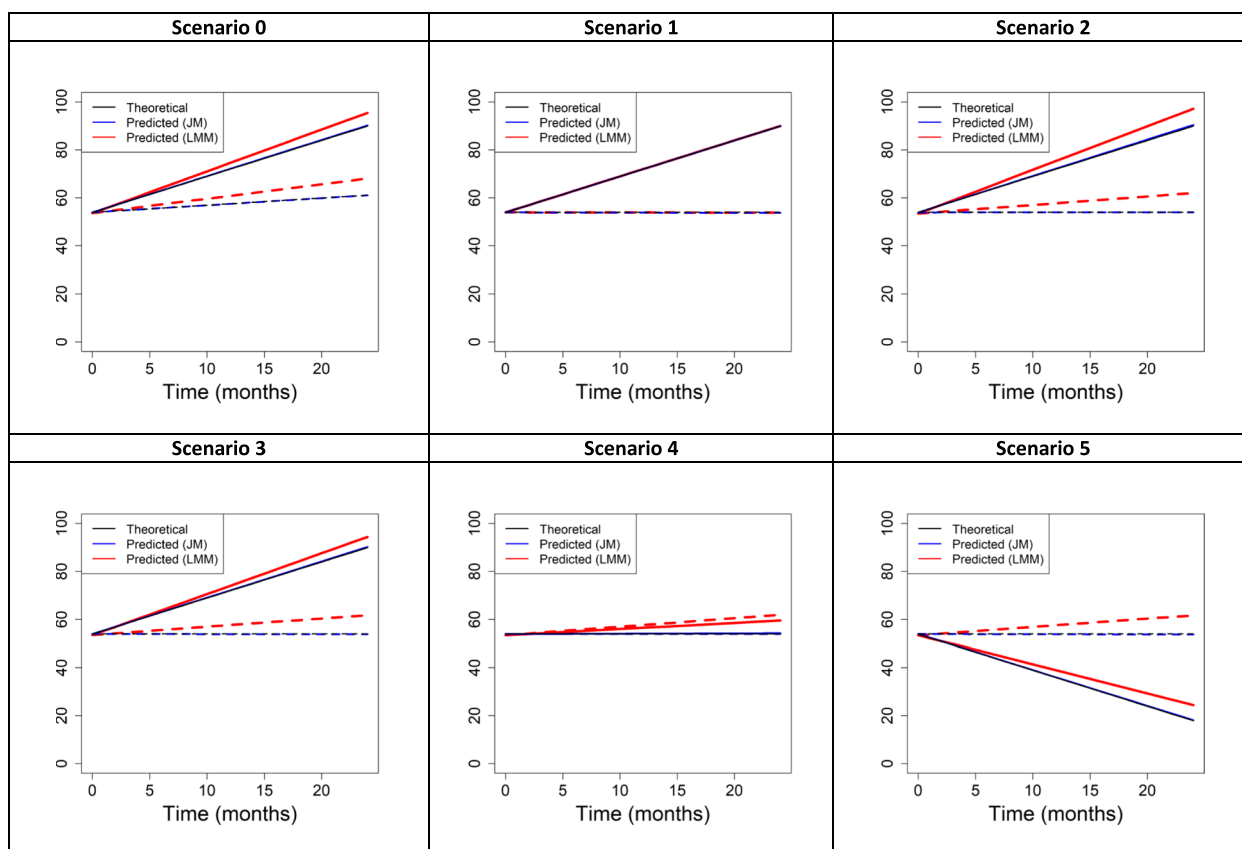 Scenario 0
Scenario 1
Scenario 2
Theoretical
Predicted (JM)
Predicted (LMM)
0
20
40
60
80
100
0 5 10 15 20
Time (months)
Theoretical
Predicted (JM)
Predicted (LMM)
0
20
40
60
80
100
0 5 10 15 20
Time (months)
Theoretical
Predicted (JM)
Predicted (LMM)
0
20
40
60
80
100
0 5 10 15 20
Time (months)
Scenario 3
Scenario 4
Scenario 5
Theoretical
Predicted (JM)
Predicted (LMM)
0
20
40
60
80
100
0 5 10 15 20
Time (months)
Theoretical
Predicted (JM)
Predicted (LMM)
0
20
40
60
80
100
0 5 10 15 20
Time (months)
Theoretical
Predicted (JM)
Predicted (LMM)
0
20
40
60
80
100
0 5 10 15 20
Time (months)